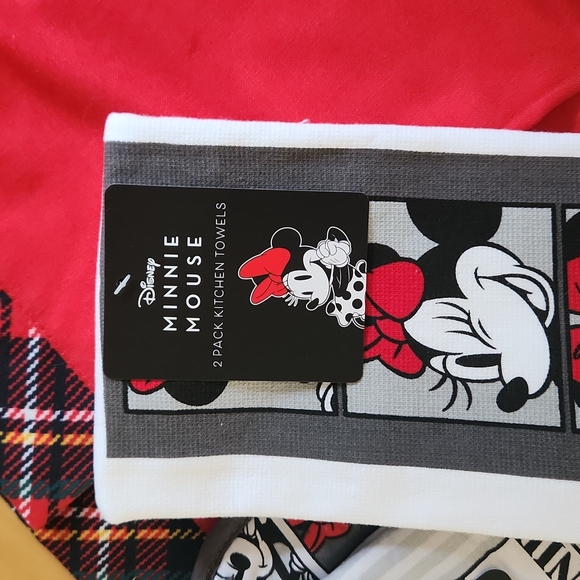 Disney
MINNIE
MOUSE
2 PACK KITCHEN TOWELS